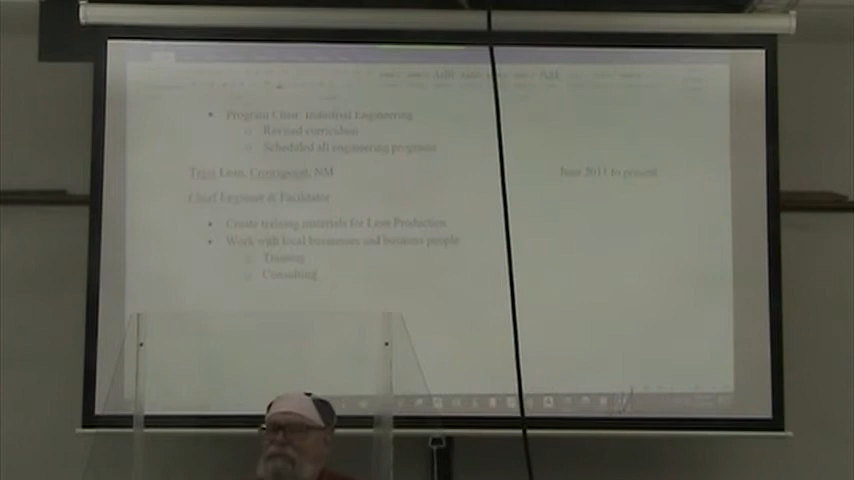 • Program Chair- Industrial Engineering
o Revised curriculum
o Scheduled all engineering programs
Lean, NM June 2011 to present
Chief Engineer & Facilitator
• Create training materials for Lean Production
• Work with local businesses and business people
o Training
o Consulting